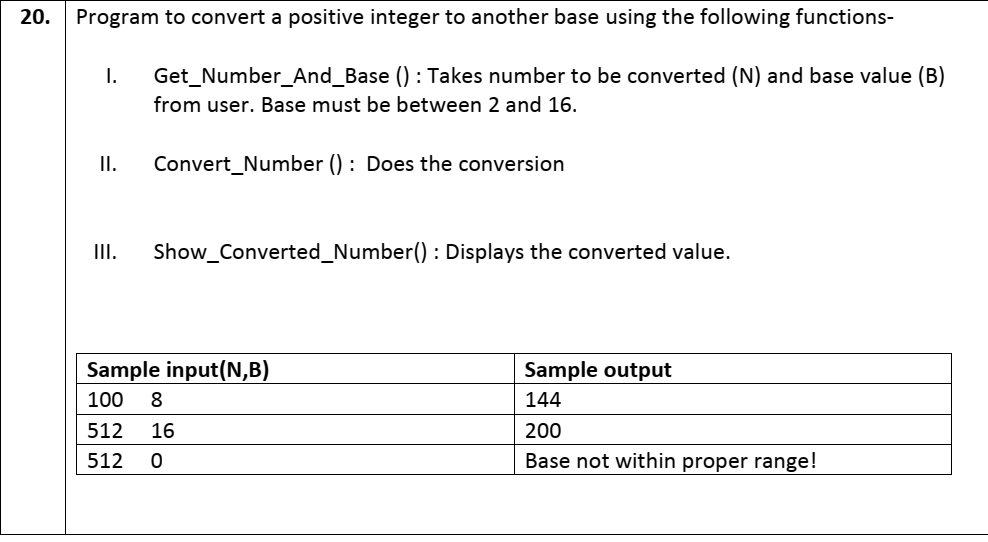 20. Program to convert a positive integer to another base using the following functions-
I. Get_Number_And_Base () : Takes number to be converted (N) and base value (B)
from user. Base must be between 2 and 16.
II. Convert_Number () : Does the conversion
III. Show_Converted_Number() : Displays the converted value.
Sample input(N,B) Sample output
100 8 144
512 16 200
512 0 Base not within proper range!